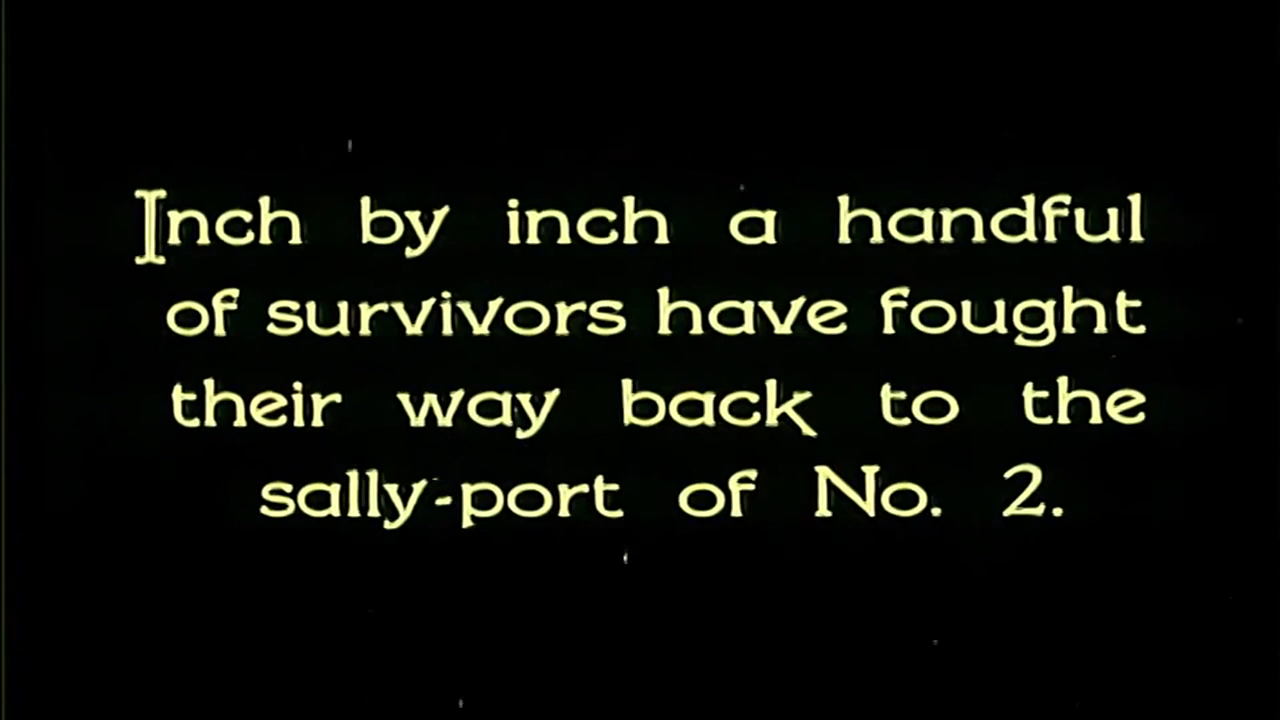 Inch by inch a handful
of survivors have fought
their way back to the
sally-port of No. 2.